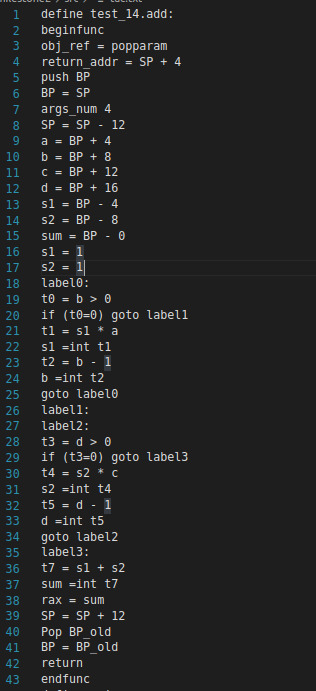 1 define test_14.add:
2 beginfunc
3 obj_ref = popparam
4 return_addr = SP + 4
5 push BP
6 BP = SP
7 args_num 4
8 SP = SP - 12
9 a = BP + 4
10 b = BP + 8
11 c = BP + 12
12 d = BP + 16
13 s1 = BP - 4
14 s2 = BP - 8
15 sum = BP - 0
16 s1 = 1
17 s2 = 1
18 label0:
19 t0 = b > 0
20 if (t0=0) goto label1
21 t1 = s1 * a
22 s1 =int t1
23 t2 = b - 1
24 b =int t2
25 goto label0
26 label1:
27 label2:
28 t3 = d > 0
29 if (t3=0) goto label3
30 t4 = s2 * c
31 s2 =int t4
32 t5 = d - 1
33 d =int t5
34 goto label2
35 label3:
36 t7 = s1 + s2
37 sum =int t7
38 rax = sum
39 SP = SP + 12
40 Pop BP_old
41 BP = BP_old
42 return
43 endfunc